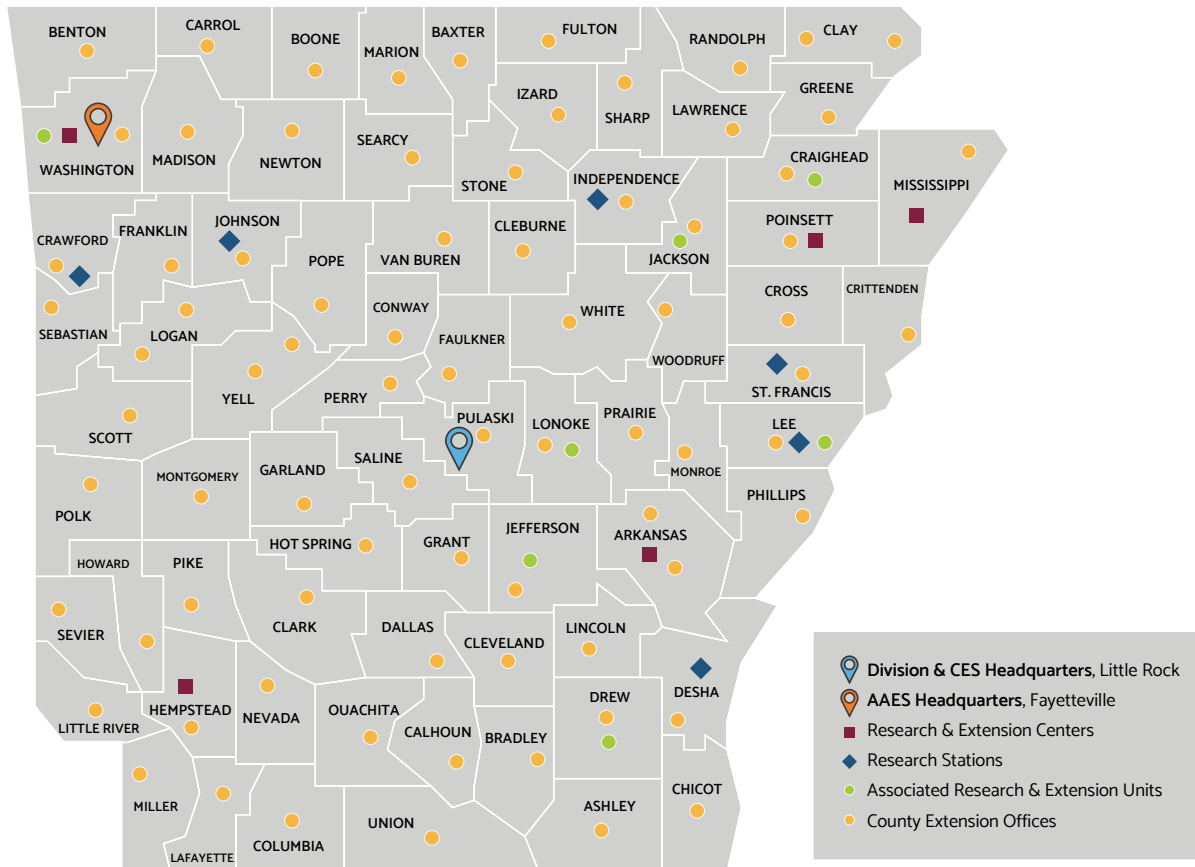 BENTON
CARROL
BOONE
MARION
BAXTER
FULTON
RANDOLPH
CLAY
WASHINGTON
MADISON
NEWTON
SEARCY
STONE
IZARD
SHARP
LAWRENCE
GREENE
INDEPENDENCE
CRAIGHEAD
MISSISSIPPI
CRAWFORD
FRANKLIN
JOHNSON
POPE
VAN BUREN
CLEBURNE
JACKSON
POINSETT
SEBASTIAN
LOGAN
CONWAY
FAULKNER
WHITE
WOODRUFF
CROSS
CRITTENDEN
ST. FRANCIS
SCOTT
YELL
PERRY
PULASKI
LONOKE
PRAIRIE
LEE
MONROE
PHILLIPS
POLK
MONTGOMERY
GARLAND
SALINE
HOT SPRING
GRANT
JEFFERSON
ARKANSAS
HOWARD
PIKE
SEVIER
CLARK
DALLAS
CLEVELAND
LINCOLN
DESHA
LITTLE RIVER
HEMPSTEAD
NEVADA
OUACHITA
CALHOUN
BRADLEY
DREW
CHICOT
MILLER
LAFAYETTE
COLUMBIA
UNION
ASHLEY
Division & CES Headquarters, Little Rock
AAES Headquarters, Fayetteville
Research & Extension Centers
Research Stations
Associated Research & Extension Units
County Extension Offices